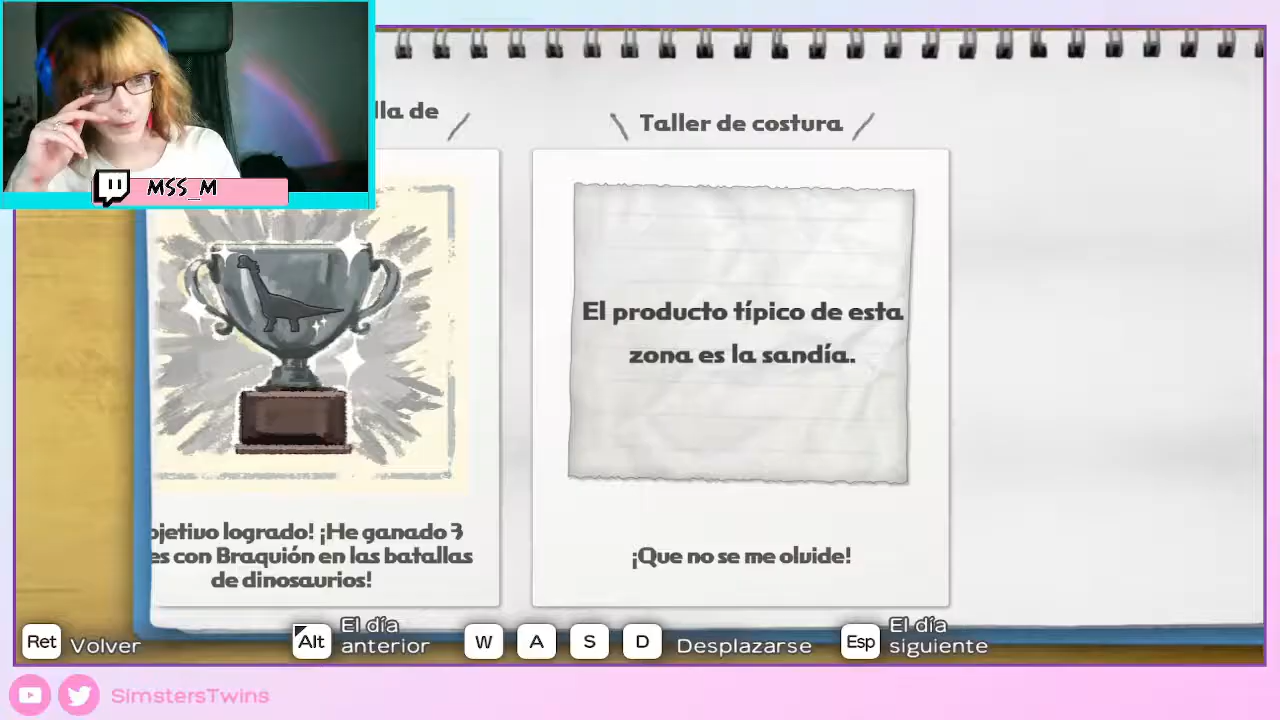 lla de
Taller de costura
MSS_M
El producto típico de esta
zona es la sandía.
bjetivo logrado! ¡He ganado 3
es con Braquión en las batallas
de dinosaurios!
¡Que no se me olvide!
Ret Volver
Alt El día
anterior
W A S D Desplazarse
Esp El día
siguiente
SimstersTwins